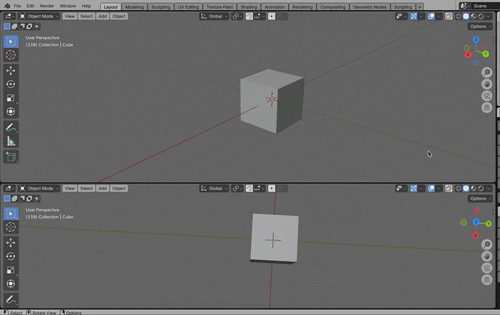 File Edit Render Window Help Layout Modeling Sculpting UV Editing Texture Paint Shading Animation Rendering Compositing Geometry Nodes Scripting + Scene
Object Mode View Select Add Object Global
Options
User Perspective
(118) Collection | Cube
Object Mode View Select Add Object Global
Options
User Perspective
(118) Collection | Cube
Select Rotate View Options